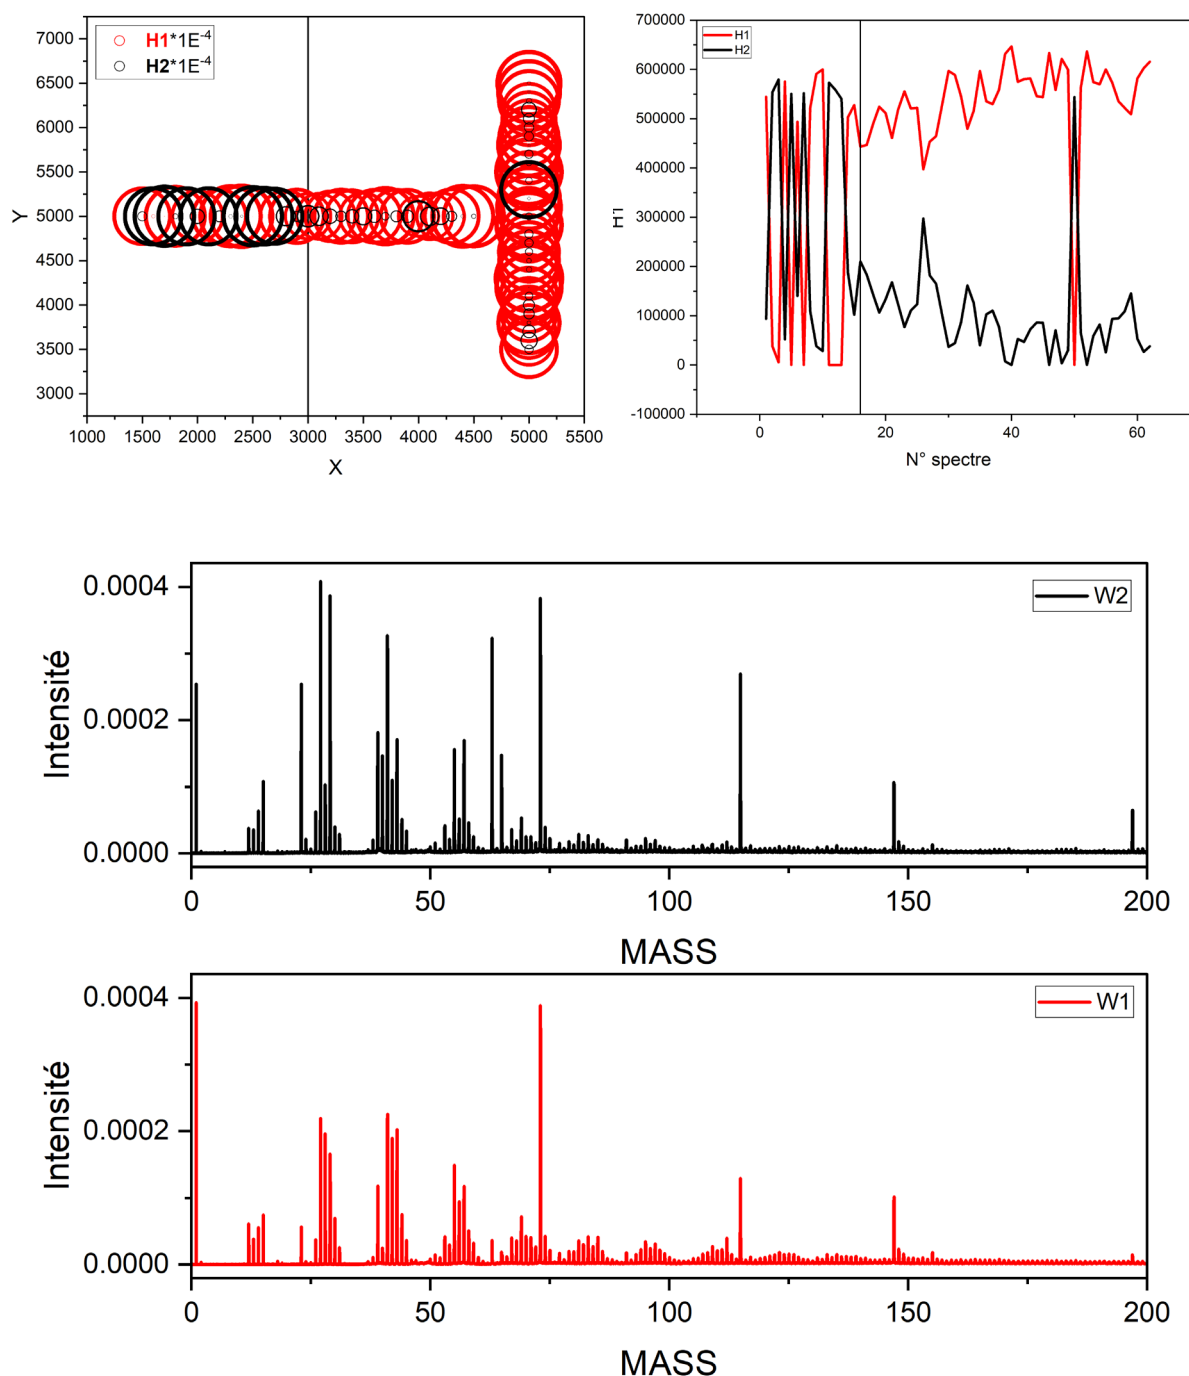 H1*1E-4
H2*1E-4
7000
6500
6000
5500
5000
4500
4000
3500
3000
Y
1000 1500 2000 2500 3000 3500 4000 4500 5000 5500
X
H1
H2
700000
600000
500000
400000
300000
200000
100000
0
-100000
H1
0 20 40 60
N° spectre
W2
0.0004
0.0002
0.0000
Intensité
0 50 100 150 200
MASS
W1
0.0004
0.0002
0.0000
Intensité
0 50 100 150 200
MASS